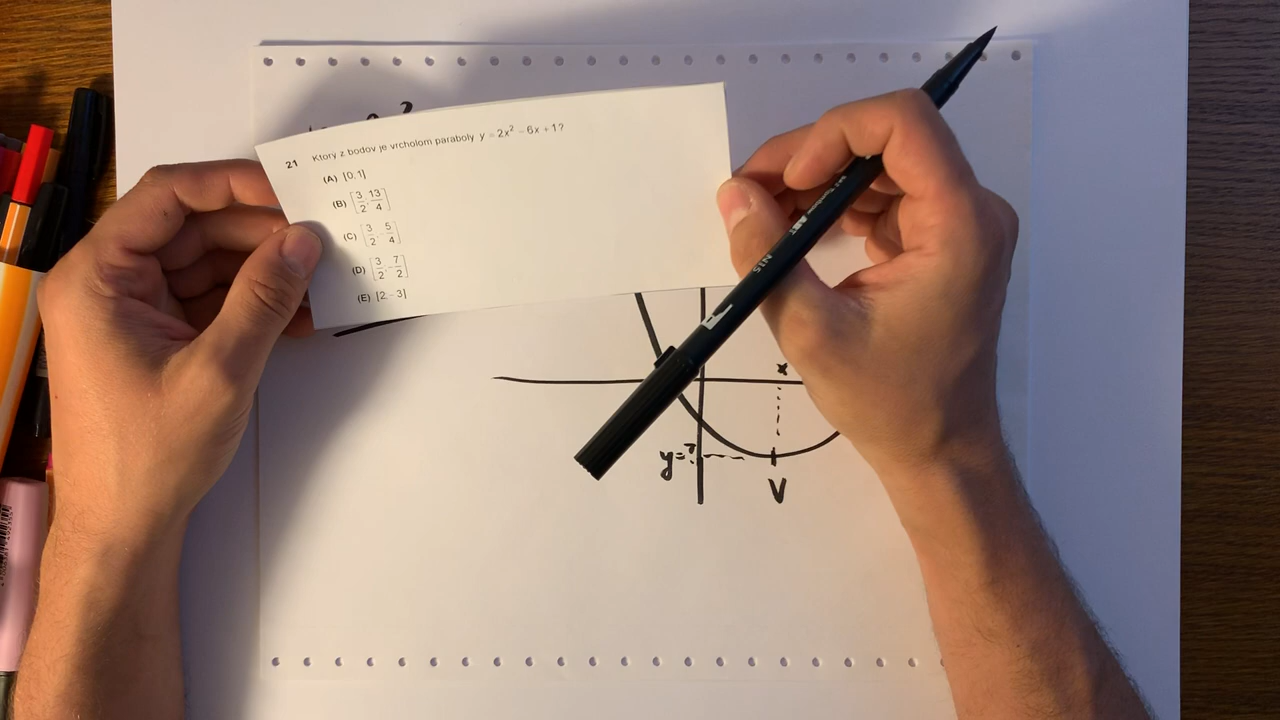 21 Ktorý z bodov je vrcholom paraboly y = 2x² - 6x + 1?
(A) [0, 1]
(B) [3/2, 13/4]
(C) [3/2, -5/4]
(D) [3/2, -7/2]
(E) [2 - 3]
x
y=?
V
ART